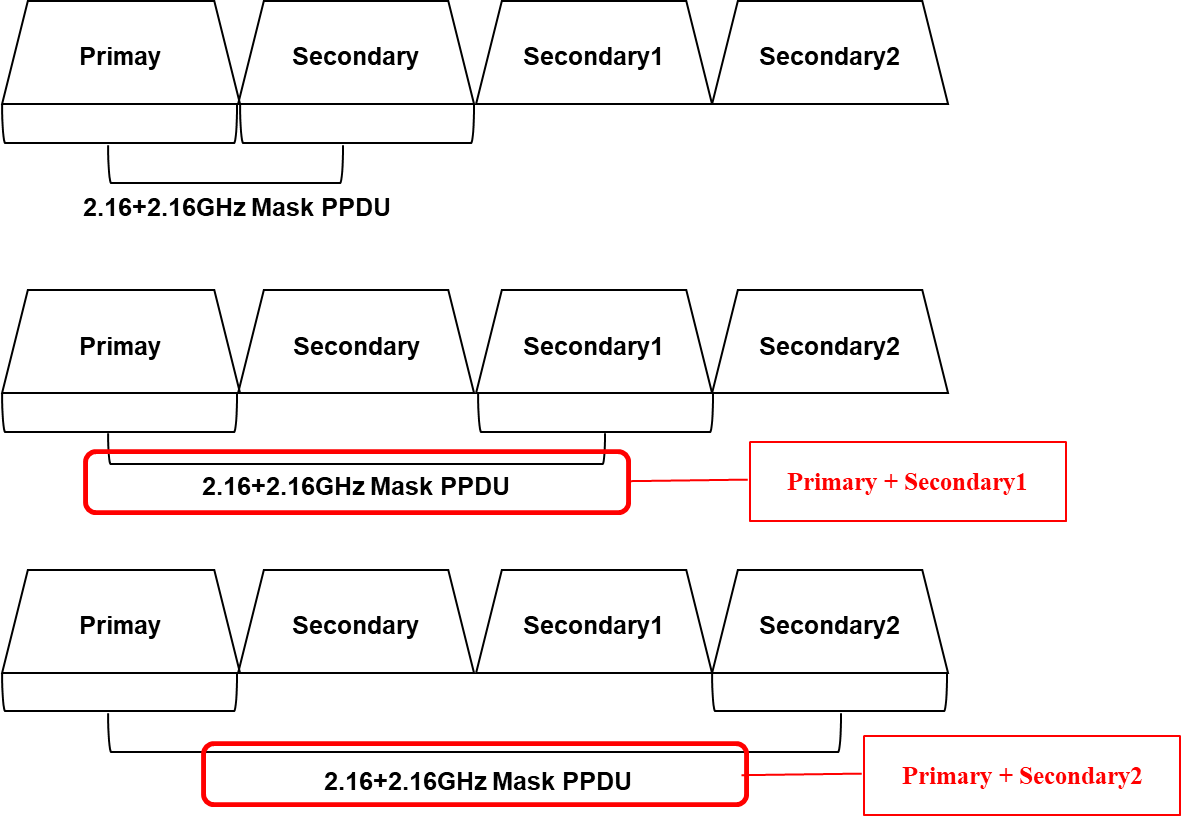 Primay Secondary Secondary1 Secondary2
2.16+2.16GHz Mask PPDU
Primay Secondary Secondary1 Secondary2
2.16+2.16GHz Mask PPDU
Primary + Secondary1
Primay Secondary Secondary1 Secondary2
2.16+2.16GHz Mask PPDU
Primary + Secondary2